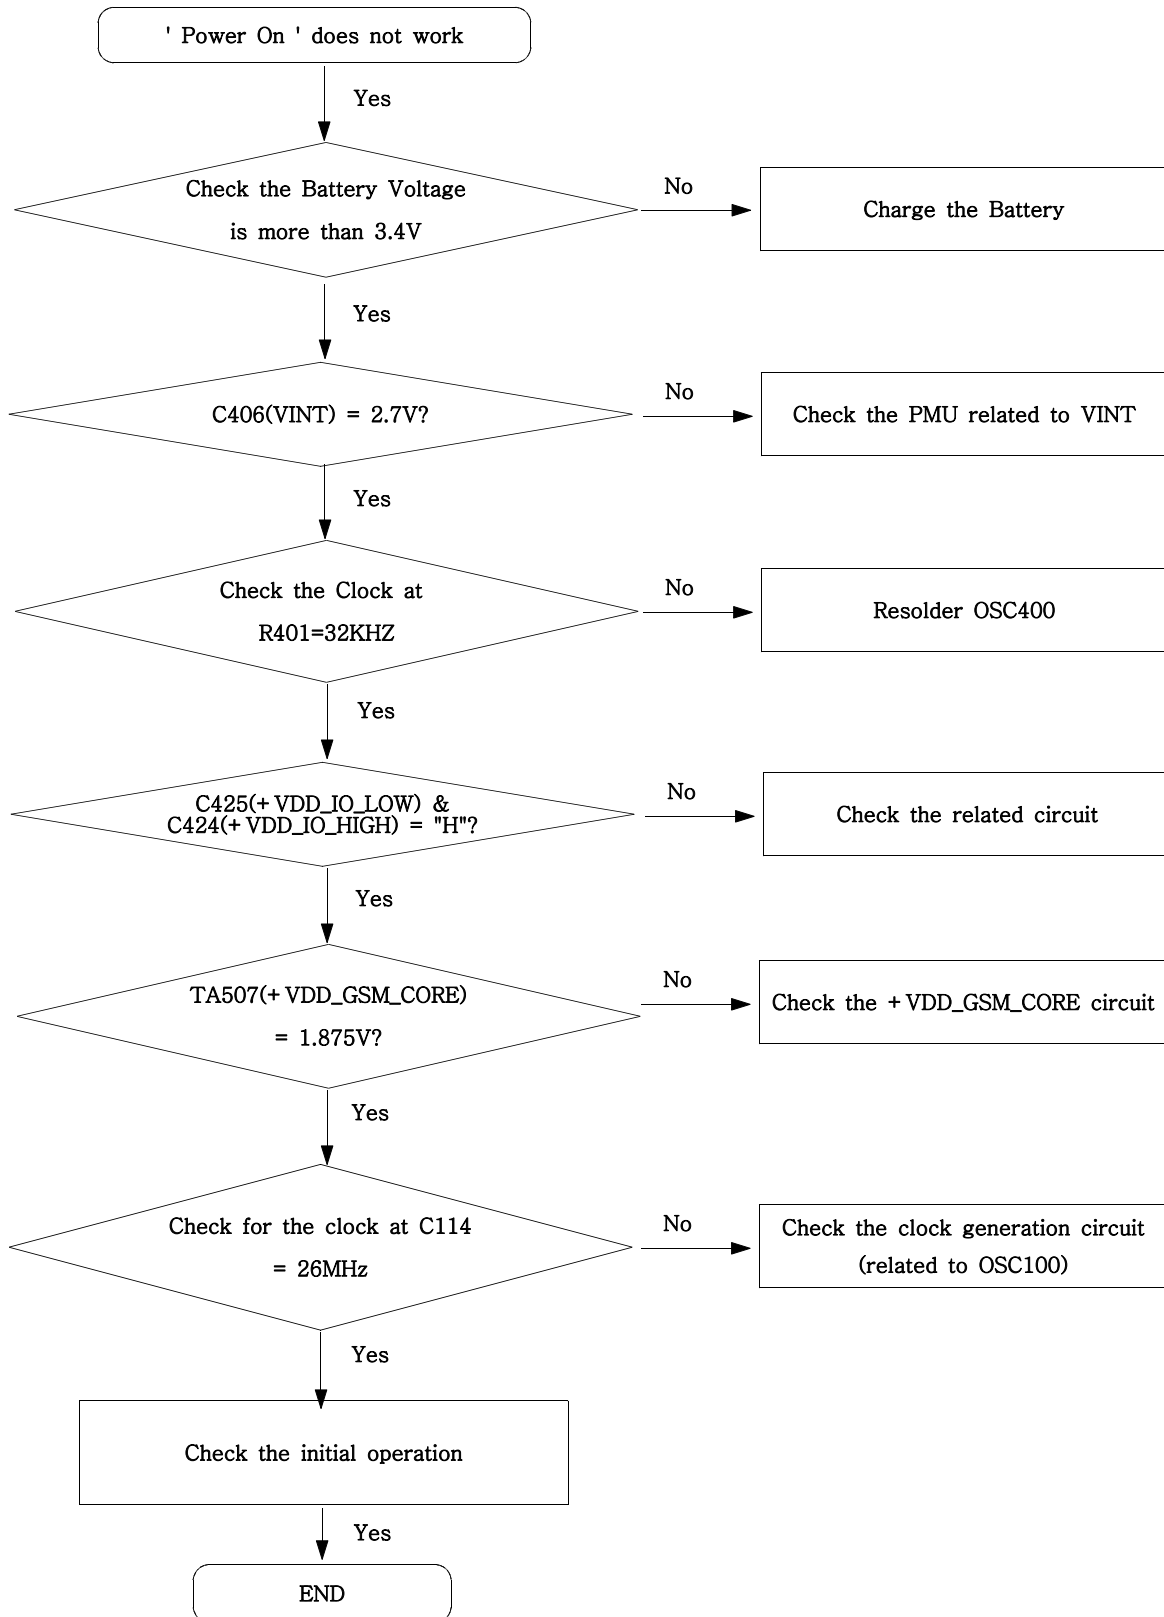 ' Power On ' does not work
Yes
Check the Battery Voltage
is more than 3.4V
No
Charge the Battery
Yes
C406(VINT) = 2.7V?
No
Check the PMU related to VINT
Yes
Check the Clock at
R401=32KHZ
No
Resolder OSC400
Yes
C425(+VDD_IO_LOW) &
C424(+VDD_IO_HIGH) = "H"?
No
Check the related circuit
Yes
TA507(+VDD_GSM_CORE)
= 1.875V?
No
Check the +VDD_GSM_CORE circuit
Yes
Check for the clock at C114
= 26MHz
No
Check the clock generation circuit
(related to OSC100)
Yes
Check the initial operation
Yes
END